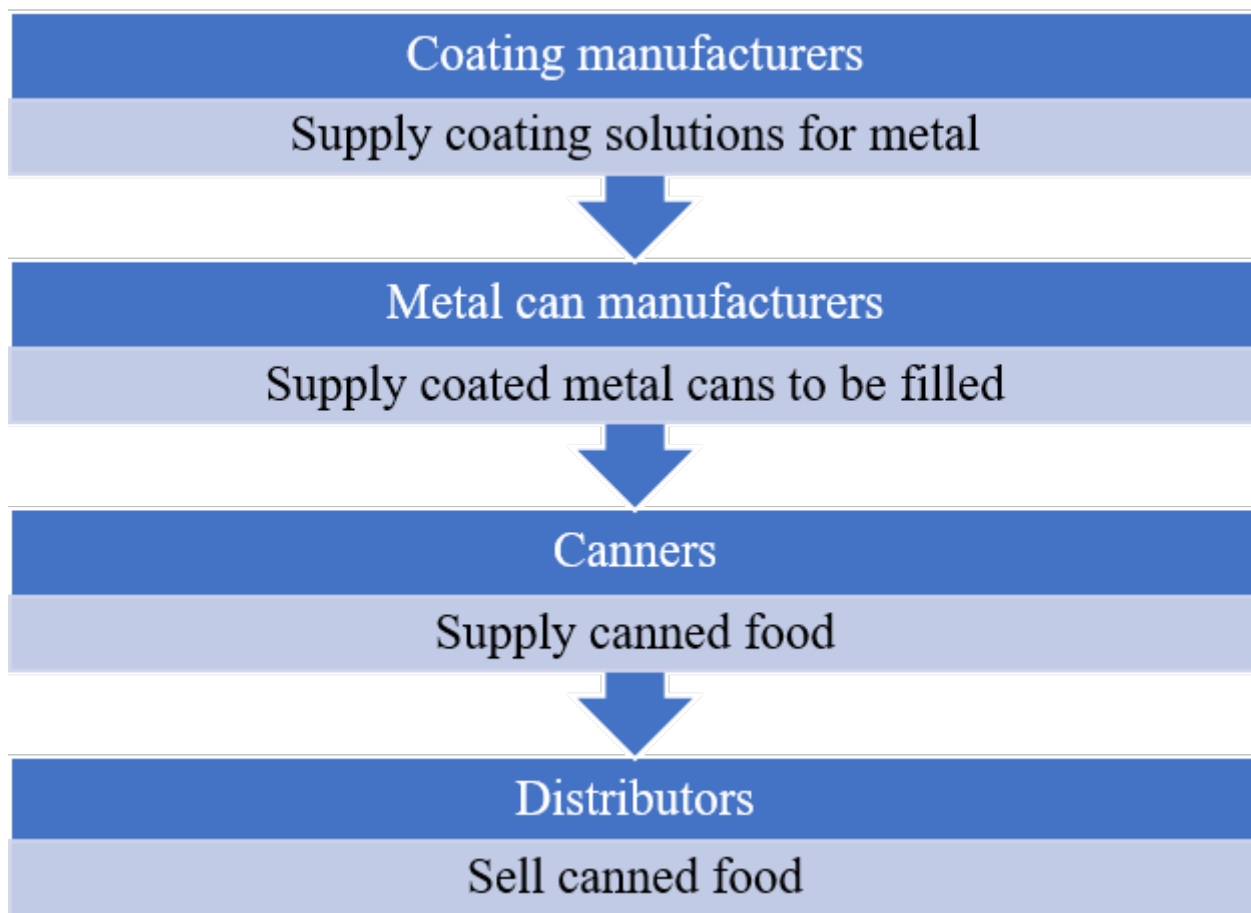 Coating manufacturers
Supply coating solutions for metal
Metal can manufacturers
Supply coated metal cans to be filled
Canners
Supply canned food
Distributors
Sell canned food